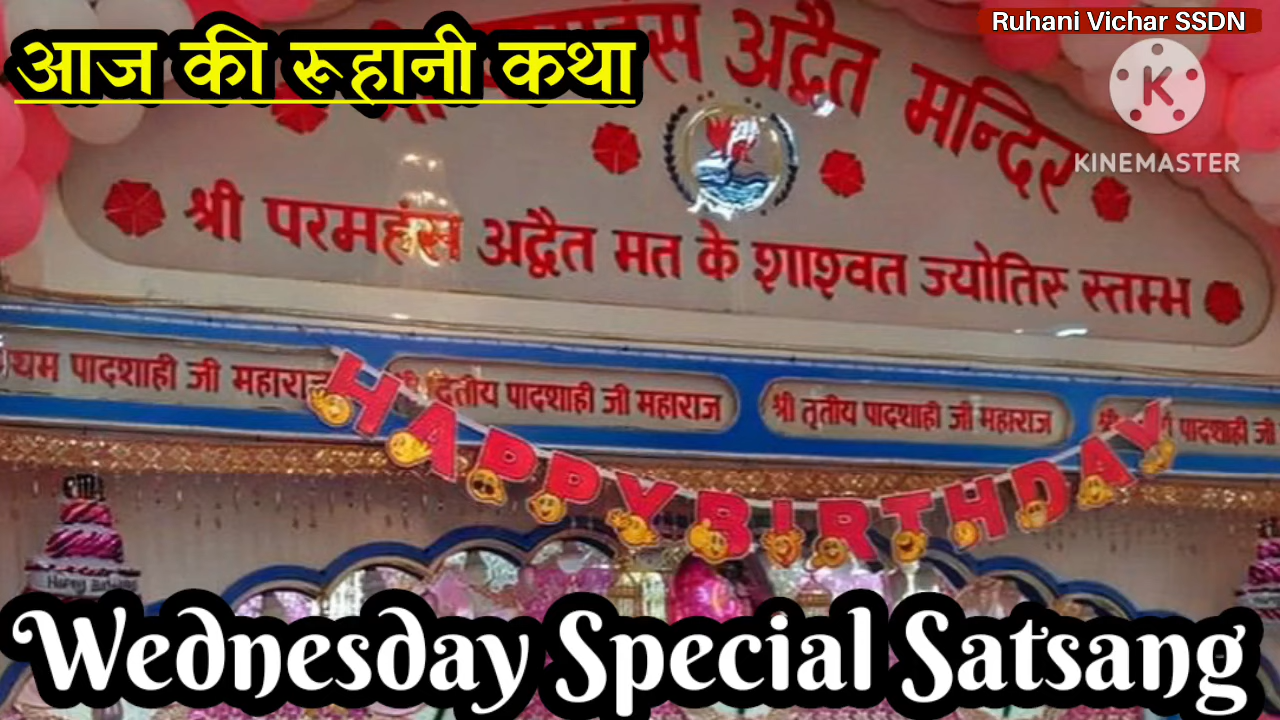 Ruhani Vichar SSDN
आज की रूहानी कथा
K
KINEMASTER
अद्वैत मन्दिर
श्री परमहंस अद्वैत मत के शाश्वत ज्योतिर स्तम्भ
पादशाही जी महाराज
द्वितीय पादशाही जी महाराज
श्री तृतीय पादशाही जी महाराज
पादशाही जी
HAPPY BIRTHDAY
Happy
Wednesday Special Satsang